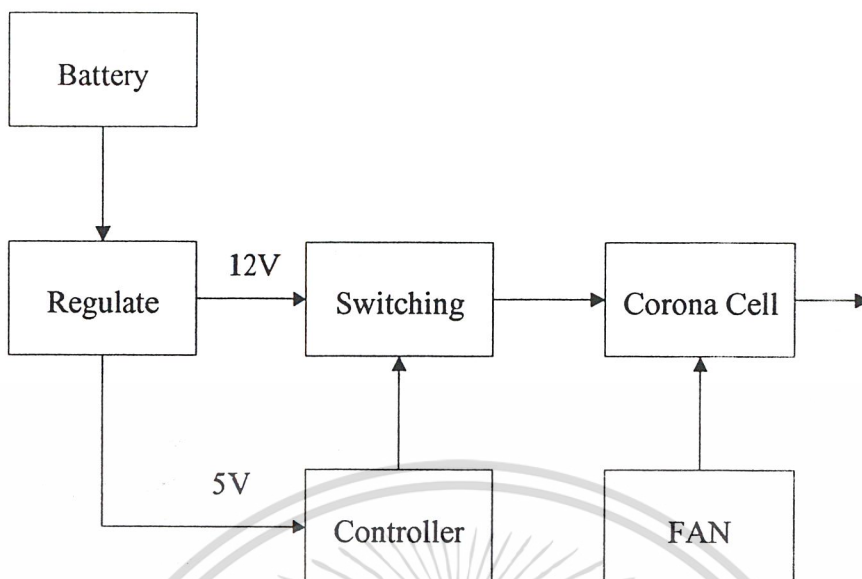 Battery
12V
Regulate
Switching
Corona Cell
5V
Controller
FAN